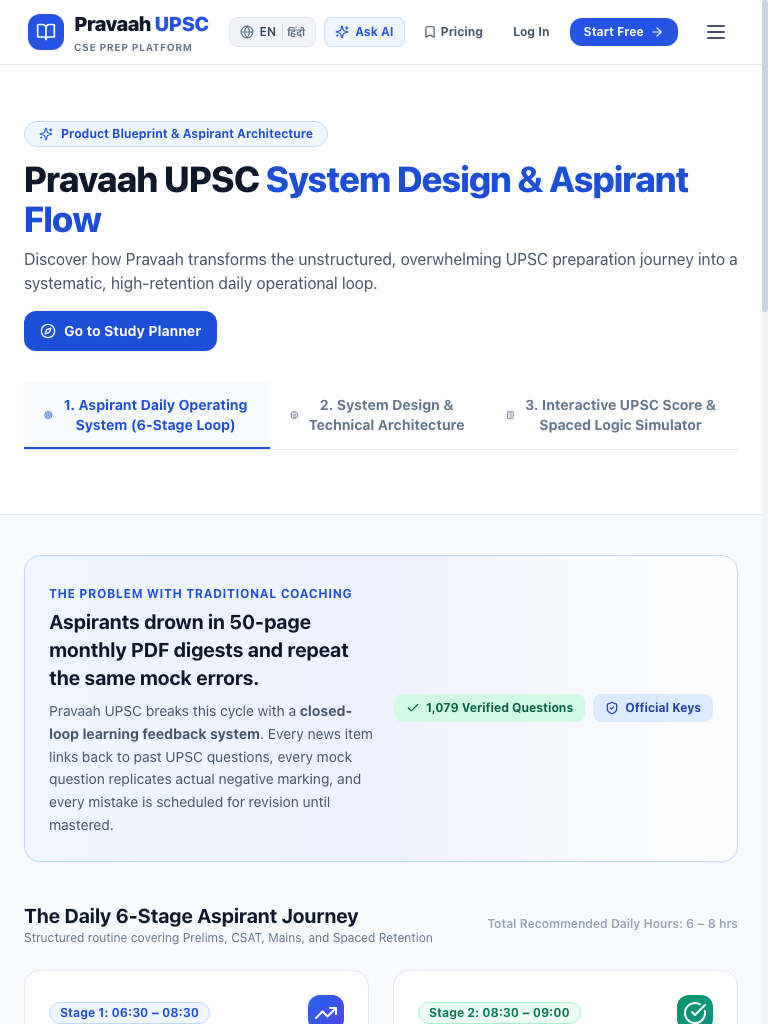 Pravaah UPSC
CSE PREP PLATFORM
EN हिंदी
Ask AI
Pricing
Log In
Start Free
Product Blueprint & Aspirant Architecture
Pravaah UPSC System Design & Aspirant
Flow
Discover how Pravaah transforms the unstructured, overwhelming UPSC preparation journey into a
systematic, high-retention daily operational loop.
Go to Study Planner
1. Aspirant Daily Operating
System (6-Stage Loop)
2. System Design &
Technical Architecture
3. Interactive UPSC Score &
Spaced Logic Simulator
THE PROBLEM WITH TRADITIONAL COACHING
Aspirants drown in 50-page
monthly PDF digests and repeat
the same mock errors.
Pravaah UPSC breaks this cycle with a closed-
loop learning feedback system. Every news item
links back to past UPSC questions, every mock
question replicates actual negative marking, and
every mistake is scheduled for revision until
mastered.
1,079 Verified Questions
Official Keys
The Daily 6-Stage Aspirant Journey
Structured routine covering Prelims, CSAT, Mains, and Spaced Retention
Total Recommended Daily Hours: 6 – 8 hrs
Stage 1: 06:30 – 08:30
Stage 2: 08:30 – 09:00